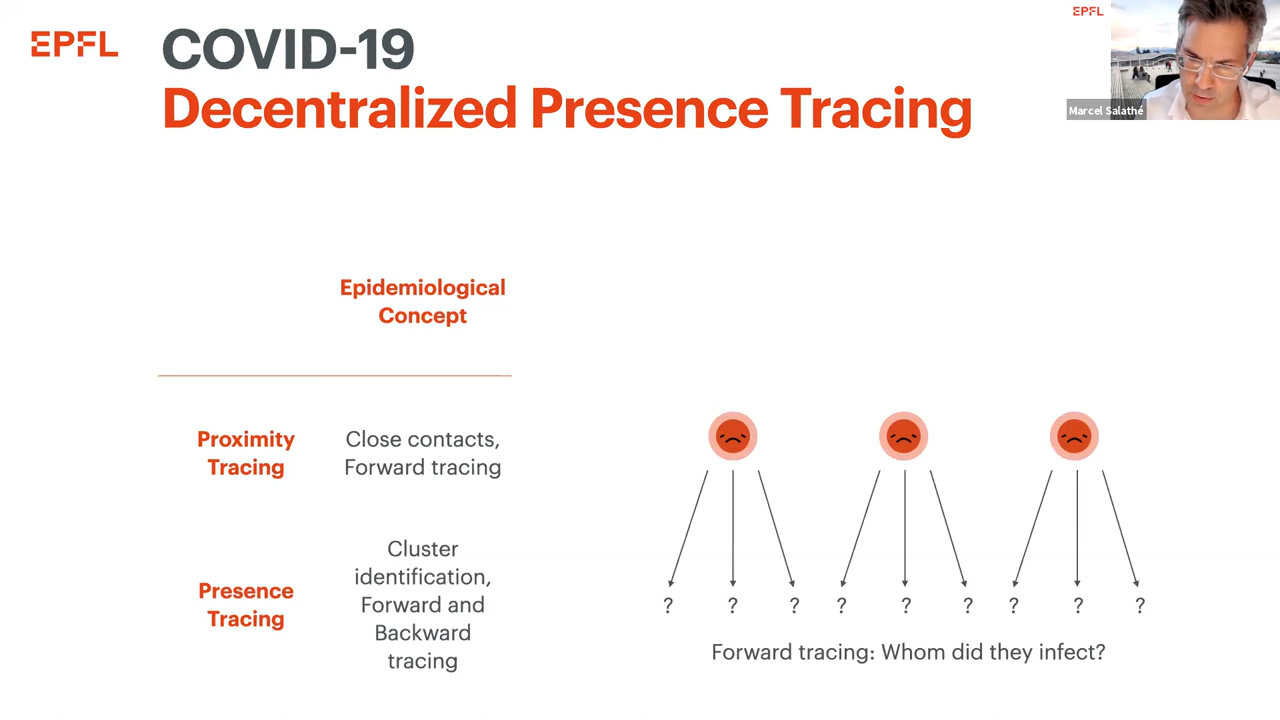 EPFL
COVID-19
Decentralized Presence Tracing
EPFL
Marcel Salathé
Epidemiological
Concept
Proximity
Tracing
Close contacts,
Forward tracing
Presence
Tracing
Cluster
identification,
Forward and
Backward
tracing
? ? ? ? ? ? ? ? ?
Forward tracing: Whom did they infect?